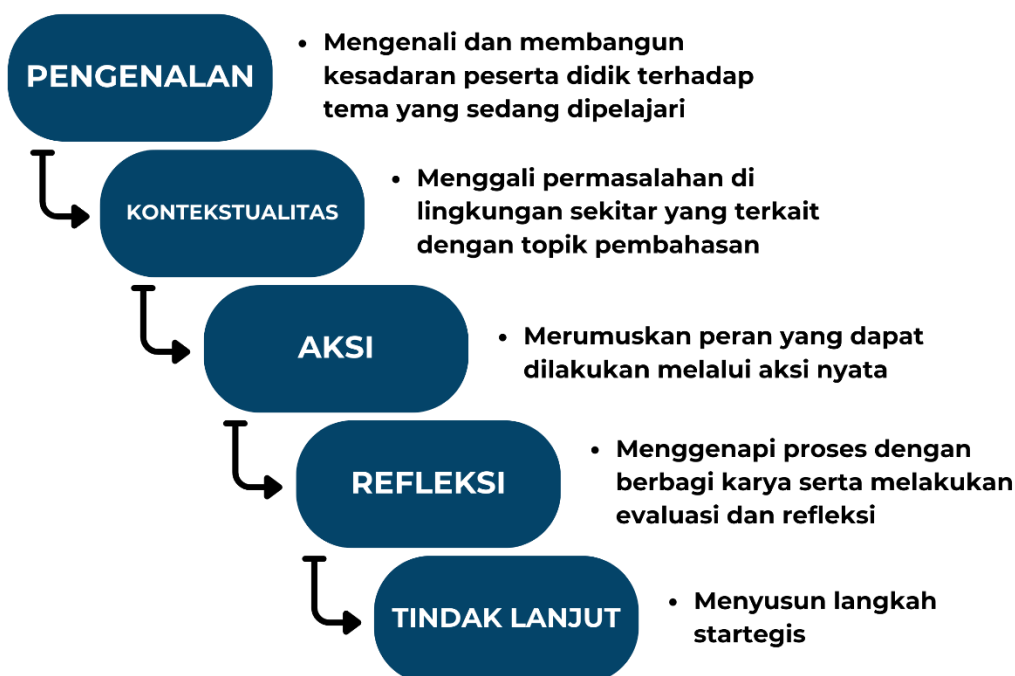 PENGENALAN
• Mengenali dan membangun
kesadaran peserta didik terhadap
tema yang sedang dipelajari
KONTEKSTUALITAS
• Menggali permasalahan di
lingkungan sekitar yang terkait
dengan topik pembahasan
AKSI
• Merumuskan peran yang dapat
dilakukan melalui aksi nyata
REFLEKSI
• Menggenapi proses dengan
berbagi karya serta melakukan
evaluasi dan refleksi
TINDAK LANJUT
• Menyusun langkah
startegis